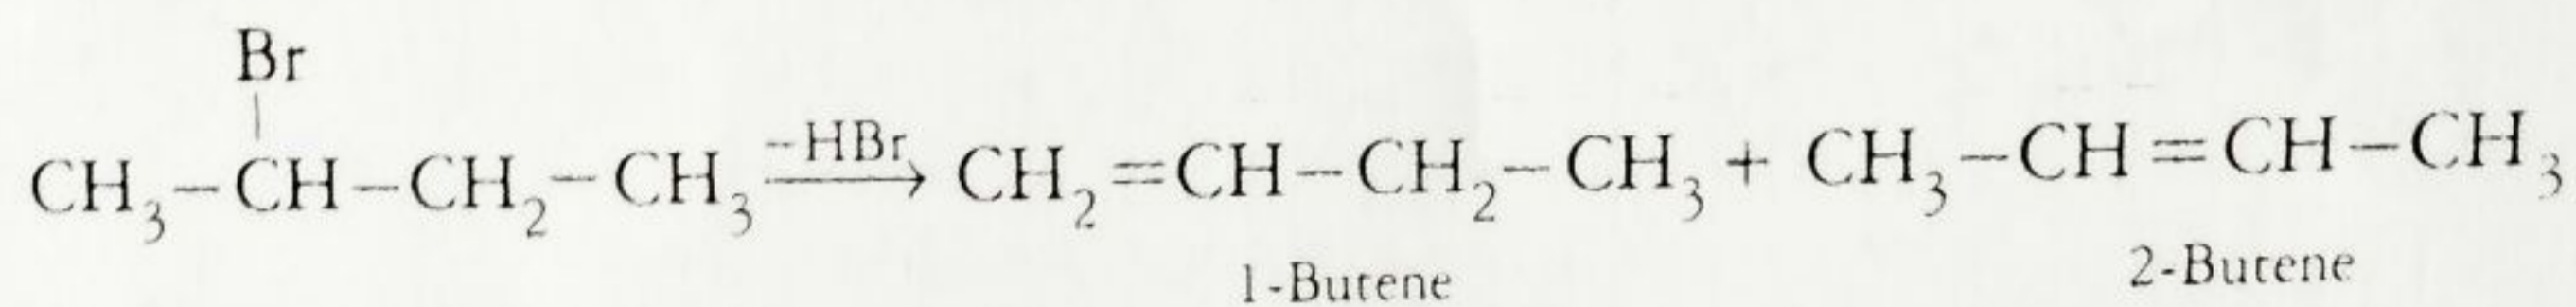 Br
CH₃–CH–CH₂–CH₃ –HBr→ CH₂=CH–CH₂–CH₃ + CH₃–CH=CH–CH₃
1-Butene 2-Butene